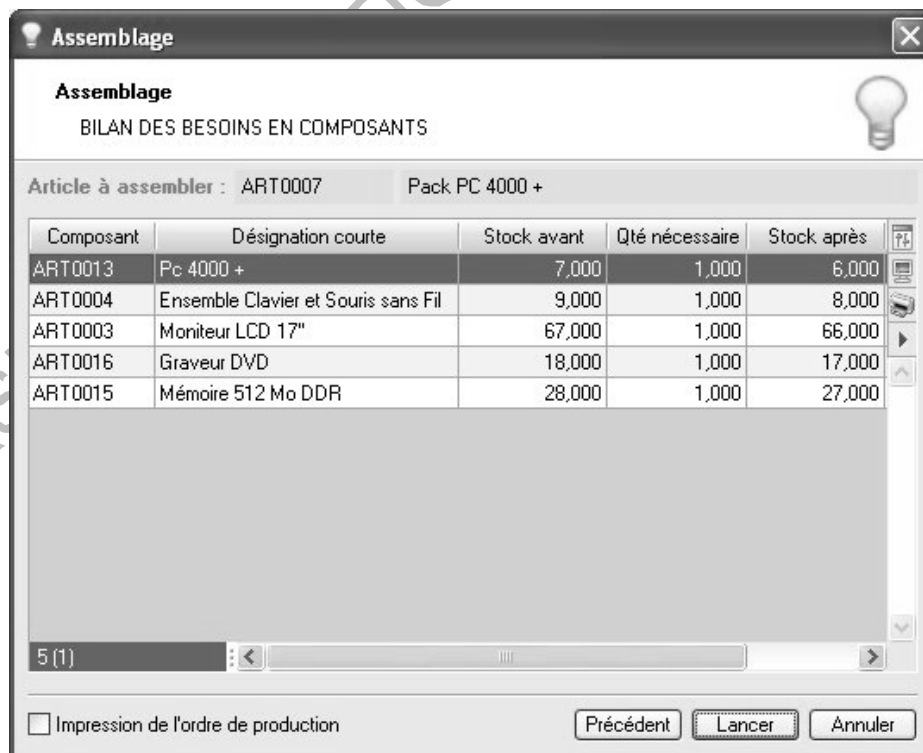 Assemblage
Assemblage
BILAN DES BESOINS EN COMPOSANTS
Article à assembler : ART0007 Pack PC 4000 +
Composant Désignation courte Stock avant Qté nécessaire Stock après
ART0013 Pc 4000 + 7,000 1,000 6,000
ART0004 Ensemble Clavier et Souris sans Fil 9,000 1,000 8,000
ART0003 Moniteur LCD 17" 67,000 1,000 66,000
ART0016 Graveur DVD 18,000 1,000 17,000
ART0015 Mémoire 512 Mo DDR 28,000 1,000 27,000
5 (1)
Impression de l'ordre de production Précédent Lancer Annuler